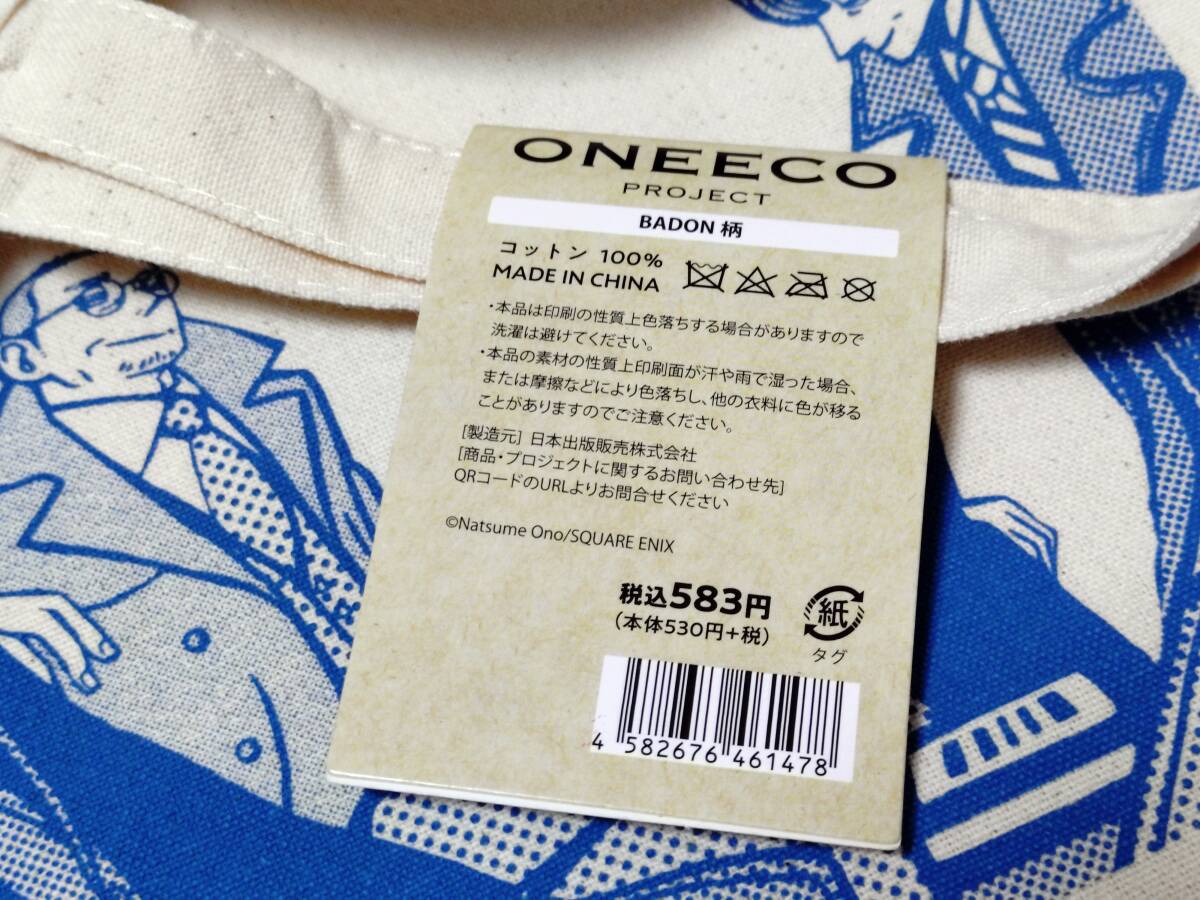 ONEECO
PROJECT
BADON 柄
コットン 100%
MADE IN CHINA
・本品は印刷の性質上色落ちする場合がありますので
洗濯は避けてください。
・本品の素材の性質上印刷面が汗や雨で湿った場合、
または摩擦などにより色落ちし、他の衣料に色が移る
ことがありますのでご注意ください。
[製造元] 日本出版販売株式会社
[商品・プロジェクトに関するお問い合わせ先]
QRコードのURLよりお問合せください
©Natsume Ono/SQUARE ENIX
税込583円
(本体530円+税)
紙
タグ
4 582676 461478